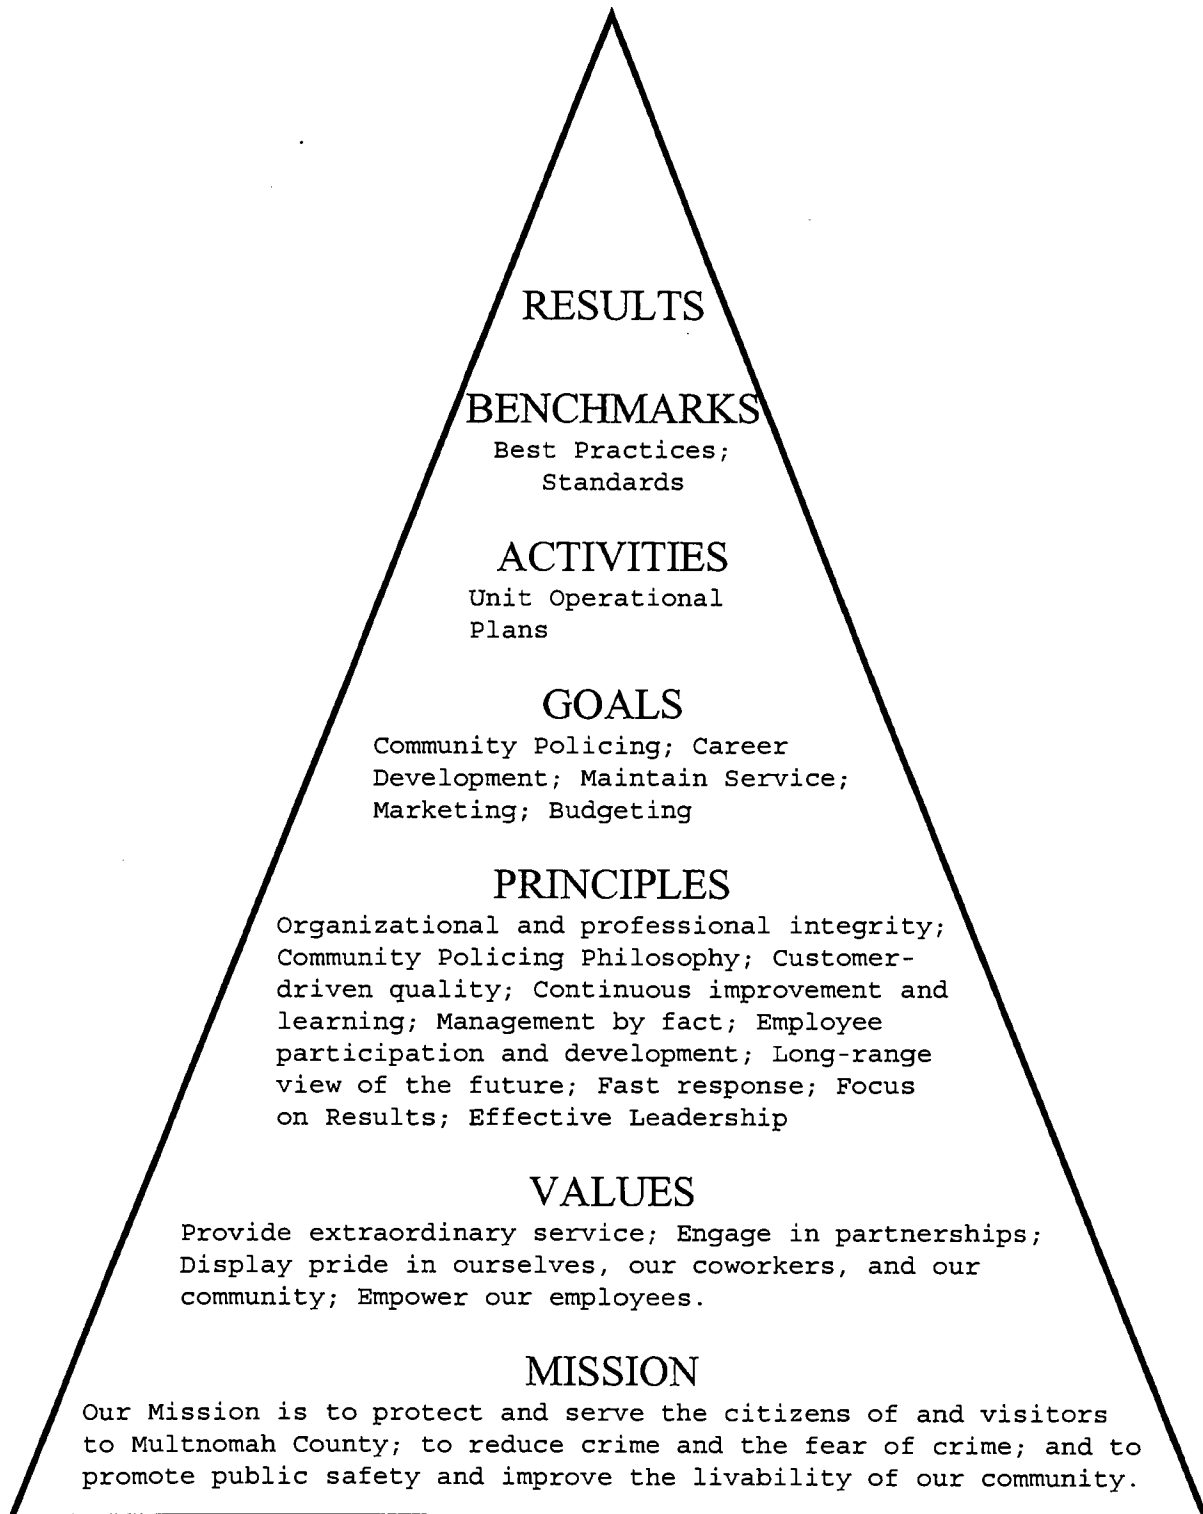 RESULTS
BENCHMARKS
Best Practices;
Standards
ACTIVITIES
Unit Operational
Plans
GOALS
Community Policing; Career
Development; Maintain Service;
Marketing; Budgeting
PRINCIPLES
Organizational and professional integrity;
Community Policing Philosophy; Customer-
driven quality; Continuous improvement and
learning; Management by fact; Employee
participation and development; Long-range
view of the future; Fast response; Focus
on Results; Effective Leadership
VALUES
Provide extraordinary service; Engage in partnerships;
Display pride in ourselves, our coworkers, and our
community; Empower our employees.
MISSION
Our Mission is to protect and serve the citizens of and visitors
to Multnomah County; to reduce crime and the fear of crime; and to
promote public safety and improve the livability of our community.